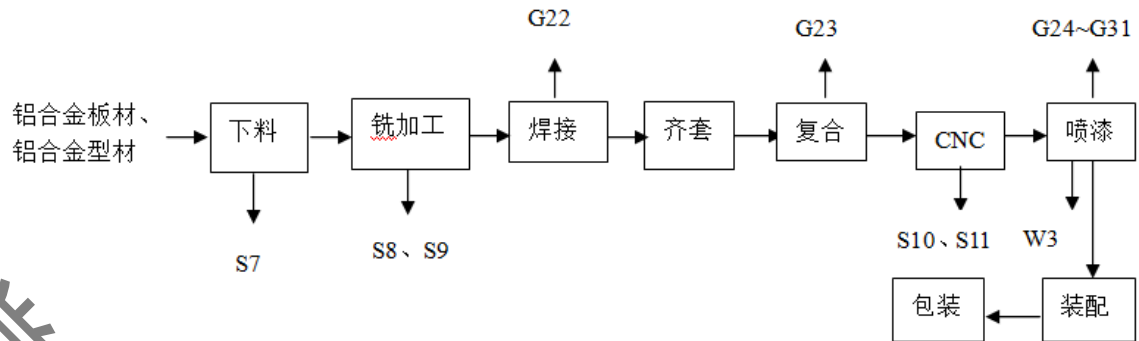 G22
G23
G24~G31
铝合金板材、
铝合金型材
下料
铣加工
焊接
齐套
复合
CNC
喷漆
S7
S8、S9
S10、S11
W3
包装
装配